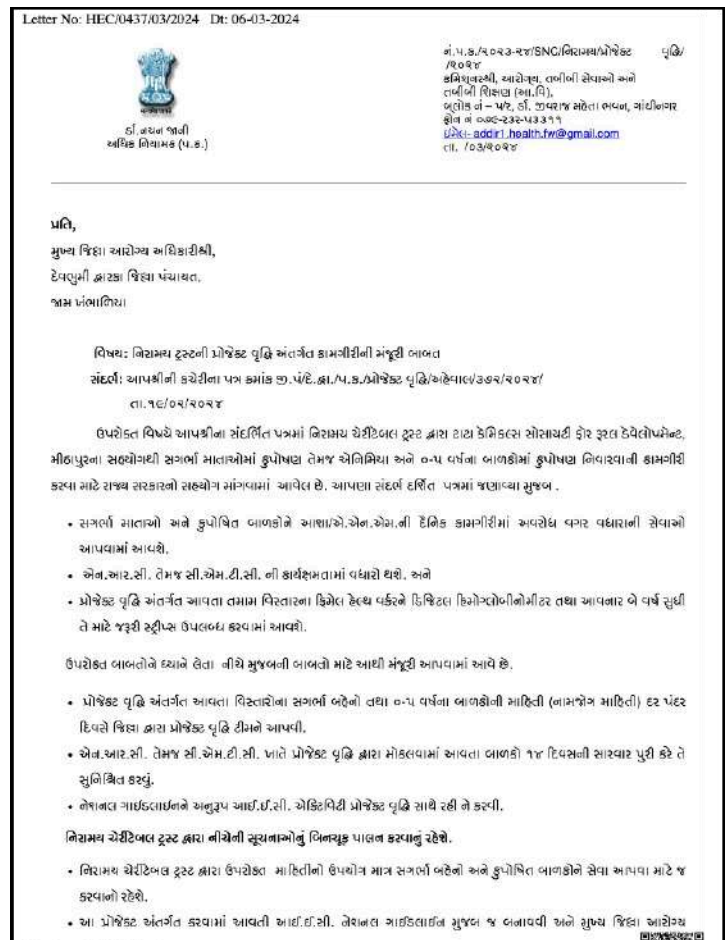 Letter No: HEC/0437/03/2024 Dt: 06-03-2024
ડૉ.નયન જાની
અધિક નિયામક (પ.ક.)
નં.પ.ક./૨૦૨૩-૨૪/SNC/નિરામય/પ્રોજેક્ટ વૃદ્ધિ/
/૨૦૨૪
કમિશ્નરશ્રી, આરોગ્ય, તબીબી સેવાઓ અને
તબીબી શિક્ષણ (આ.વિ),
બ્લોક નં – ૫/૨, ડૉ. જીવરાજ મહેતા ભવન, ગાંધીનગર
ફોન નં ૦૭૯-૨૩૨-૫૩૩૧૧
ઈમેલ- addir1.health.fw@gmail.com
તા. /03/૨૦૨૪
પ્રતિ,
મુખ્ય જિલ્લા આરોગ્ય અધિકારીશ્રી,
દેવભુમી દ્વારકા જિલ્લા પંચાયત,
જામ ખંભાળિયા
વિષય: નિરામય ટ્રસ્ટની પ્રોજેક્ટ વૃદ્ધિ અંતર્ગત કામગીરીની મંજૂરી બાબત
સંદર્ભ: આપશ્રીની કચેરીના પત્ર ક્રમાંક જી.પં/દે.દ્વા./પ.ક./પ્રોજેક્ટ વૃદ્ધિ/અહેવાલ/૩૭૨/૨૦૨૪/
તા.૧૯/૦૨/૨૦૨૪
ઉપરોક્ત વિષયે આપશ્રીના સંદર્ભિત પત્રમાં નિરામય ચેરીટેબલ ટ્રસ્ટ દ્વારા ટાટા કેમિકલ્સ સોસાયટી ફોર રૂરલ ડેવેલોપમેન્ટ,
મીઠાપુરના સહયોગથી સગર્ભા માતાઓમાં કુપોષણ તેમજ એનિમિયા અને ૦-૫ વર્ષના બાળકોમાં કુપોષણ નિવારવાની કામગીરી
કરવા માટે રાજ્ય સરકારનો સહયોગ માંગવામાં આવેલ છે. આપણા સંદર્ભ દર્શિત પત્રમાં જણાવ્યા મુજબ .
• સગર્ભા માતાઓ અને કુપોષિત બાળકોને આશા/એ.એન.એમ.ની દૈનિક કામગીરીમાં અવરોધ વગર વધારાની સેવાઓ
આપવામાં આવશે.
• એન.આર.સી. તેમજ સી.એમ.ટી.સી. ની કાર્યક્ષમતામાં વધારો થશે. અને
• પ્રોજેક્ટ વૃદ્ધિ અંતર્ગત આવતા તમામ વિસ્તારના ફિમેલ હેલ્થ વર્કરને ડિજિટલ હિમોગ્લોબીનોમીટર તથા આવનાર બે વર્ષ સુધી
તે માટે જરૂરી સ્ટ્રીપ્સ ઉપલબ્ધ કરવામાં આવશે.
ઉપરોક્ત બાબતોને ધ્યાને લેતા નીચે મુજબની બાબતો માટે આથી મંજૂરી આપવામાં આવે છે.
• પ્રોજેક્ટ વૃદ્ધિ અંતર્ગત આવતા વિસ્તારોના સગર્ભા બહેનો તથા ૦-૫ વર્ષના બાળકોની માહિતી (નામજોગ માહિતી) દર પંદર
દિવસે જિલ્લા દ્વારા પ્રોજેક્ટ વૃદ્ધિ ટીમને આપવી.
• એન.આર.સી. તેમજ સી.એમ.ટી.સી. ખાતે પ્રોજેક્ટ વૃદ્ધિ દ્વારા મોકલવામાં આવતા બાળકો ૧૪ દિવસની સારવાર પુરી કરે તે
સુનિશ્ચિત કરવું.
• નેશનલ ગાઈડલાઈનને અનુરૂપ આઈ.ઈ.સી. એક્ટિવિટી પ્રોજેક્ટ વૃદ્ધિ સાથે રહી ને કરવી.
નિરામય ચેરીટેબલ ટ્રસ્ટ દ્વારા નીચેની સૂચનાઓનું બિનચૂક પાલન કરવાનું રહેશે.
• નિરામય ચેરીટેબલ ટ્રસ્ટ દ્વારા ઉપરોક્ત માહિતીનો ઉપયોગ માત્ર સગર્ભા બહેનો અને કુપોષિત બાળકોને સેવા આપવા માટે જ
કરવાનો રહેશે.
• આ પ્રોજેક્ટ અંતર્ગત કરવામાં આવતી આઈ.ઈ.સી. નેશનલ ગાઈડલાઈન મુજબ જ બનાવવી અને મુખ્ય જિલ્લા આરોગ્ય